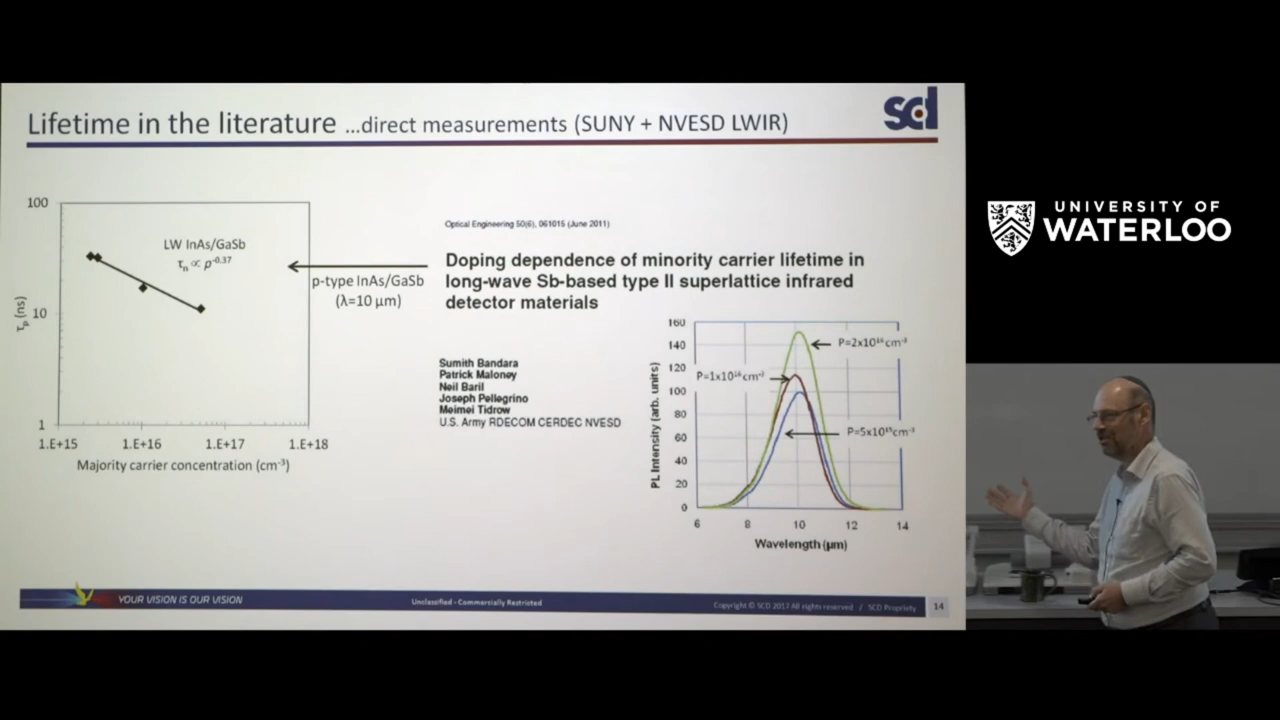 Lifetime in the literature ...direct measurements (SUNY + NVESD LWIR)
scd
UNIVERSITY OF
WATERLOO
Optical Engineering 50(6), 061015 (June 2011)
Doping dependence of minority carrier lifetime in
long-wave Sb-based type II superlattice infrared
detector materials
Sumith Bandara
Patrick Maloney
Neil Baril
Joseph Pellegrino
Meimei Tidrow
U.S. Army RDECOM CERDEC NVESD
100
10
1
τp (ns)
LW InAs/GaSb
τn ∝ p-0.37
1.E+15 1.E+16 1.E+17 1.E+18
Majority carrier concentration (cm-3)
p-type InAs/GaSb
(λ=10 µm)
160
140
120
100
80
60
40
20
0
PL Intensity (arb. units)
P=2x1016cm-3
P=1x1016cm-3
P=5x1015cm-3
6 8 10 12 14
Wavelength (µm)
YOUR VISION IS OUR VISION
Unclassified - Commercially Restricted
Copyright © SCD 2017 All rights reserved / SCD Propriety
14